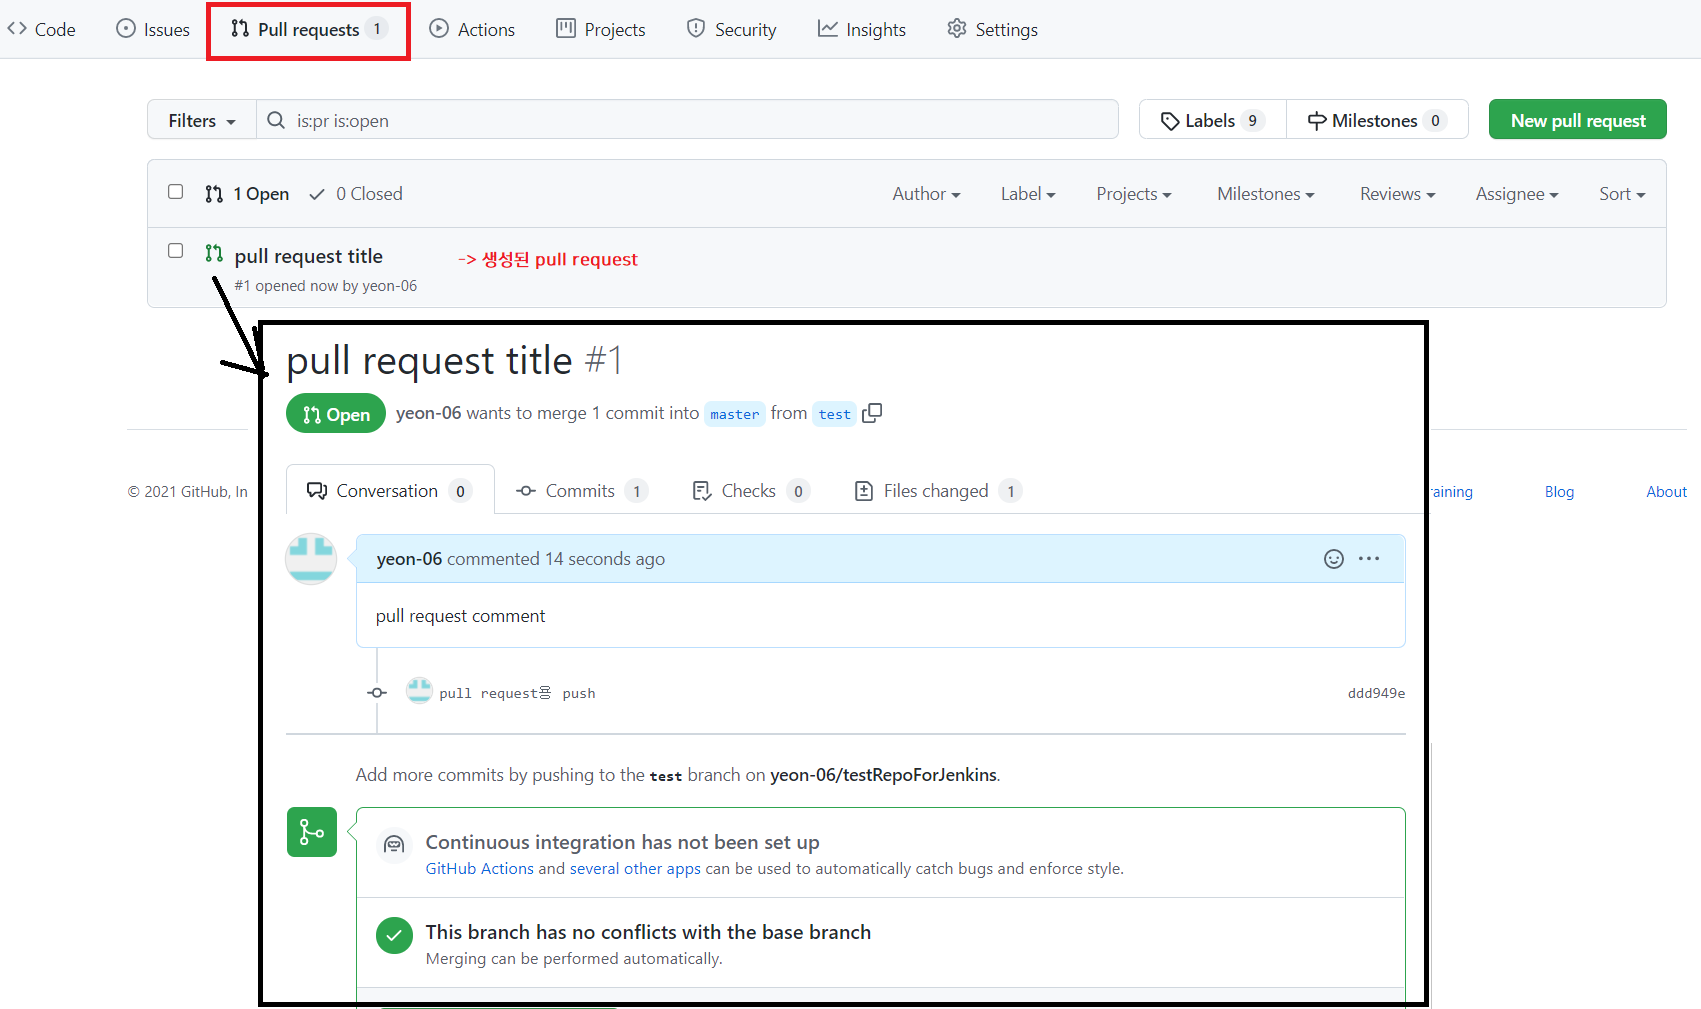 Code Issues Pull requests 1 Actions Projects Security Insights Settings
Filters is:pr is:open Labels 9 Milestones 0 New pull request
1 Open 0 Closed Author Label Projects Milestones Reviews Assignee Sort
pull request title -> 생성된 pull request
#1 opened now by yeon-06
pull request title #1
Open yeon-06 wants to merge 1 commit into master from test
© 2021 GitHub, In
Conversation 0 Commits 1 Checks 0 Files changed 1
raining Blog About
yeon-06 commented 14 seconds ago
pull request comment
pull request용 push ddd949e
Add more commits by pushing to the test branch on yeon-06/testRepoForJenkins.
Continuous integration has not been set up
GitHub Actions and several other apps can be used to automatically catch bugs and enforce style.
This branch has no conflicts with the base branch
Merging can be performed automatically.